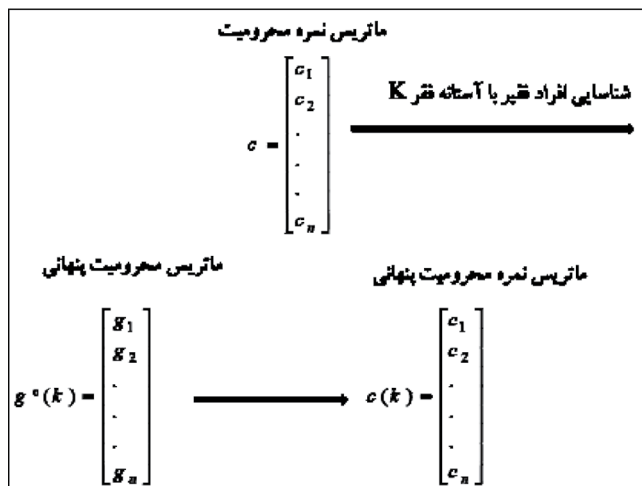 ماتریس نمره محرومیت
c =
c1
c2
.
.
.
cn
شناسایی افراد فقیر با آستانه فقر K
ماتریس محرومیت پنهانی
g°(k) =
g1
g2
.
.
.
gn
ماتریس نمره محرومیت پنهانی
c(k) =
c1
c2
.
.
.
cn